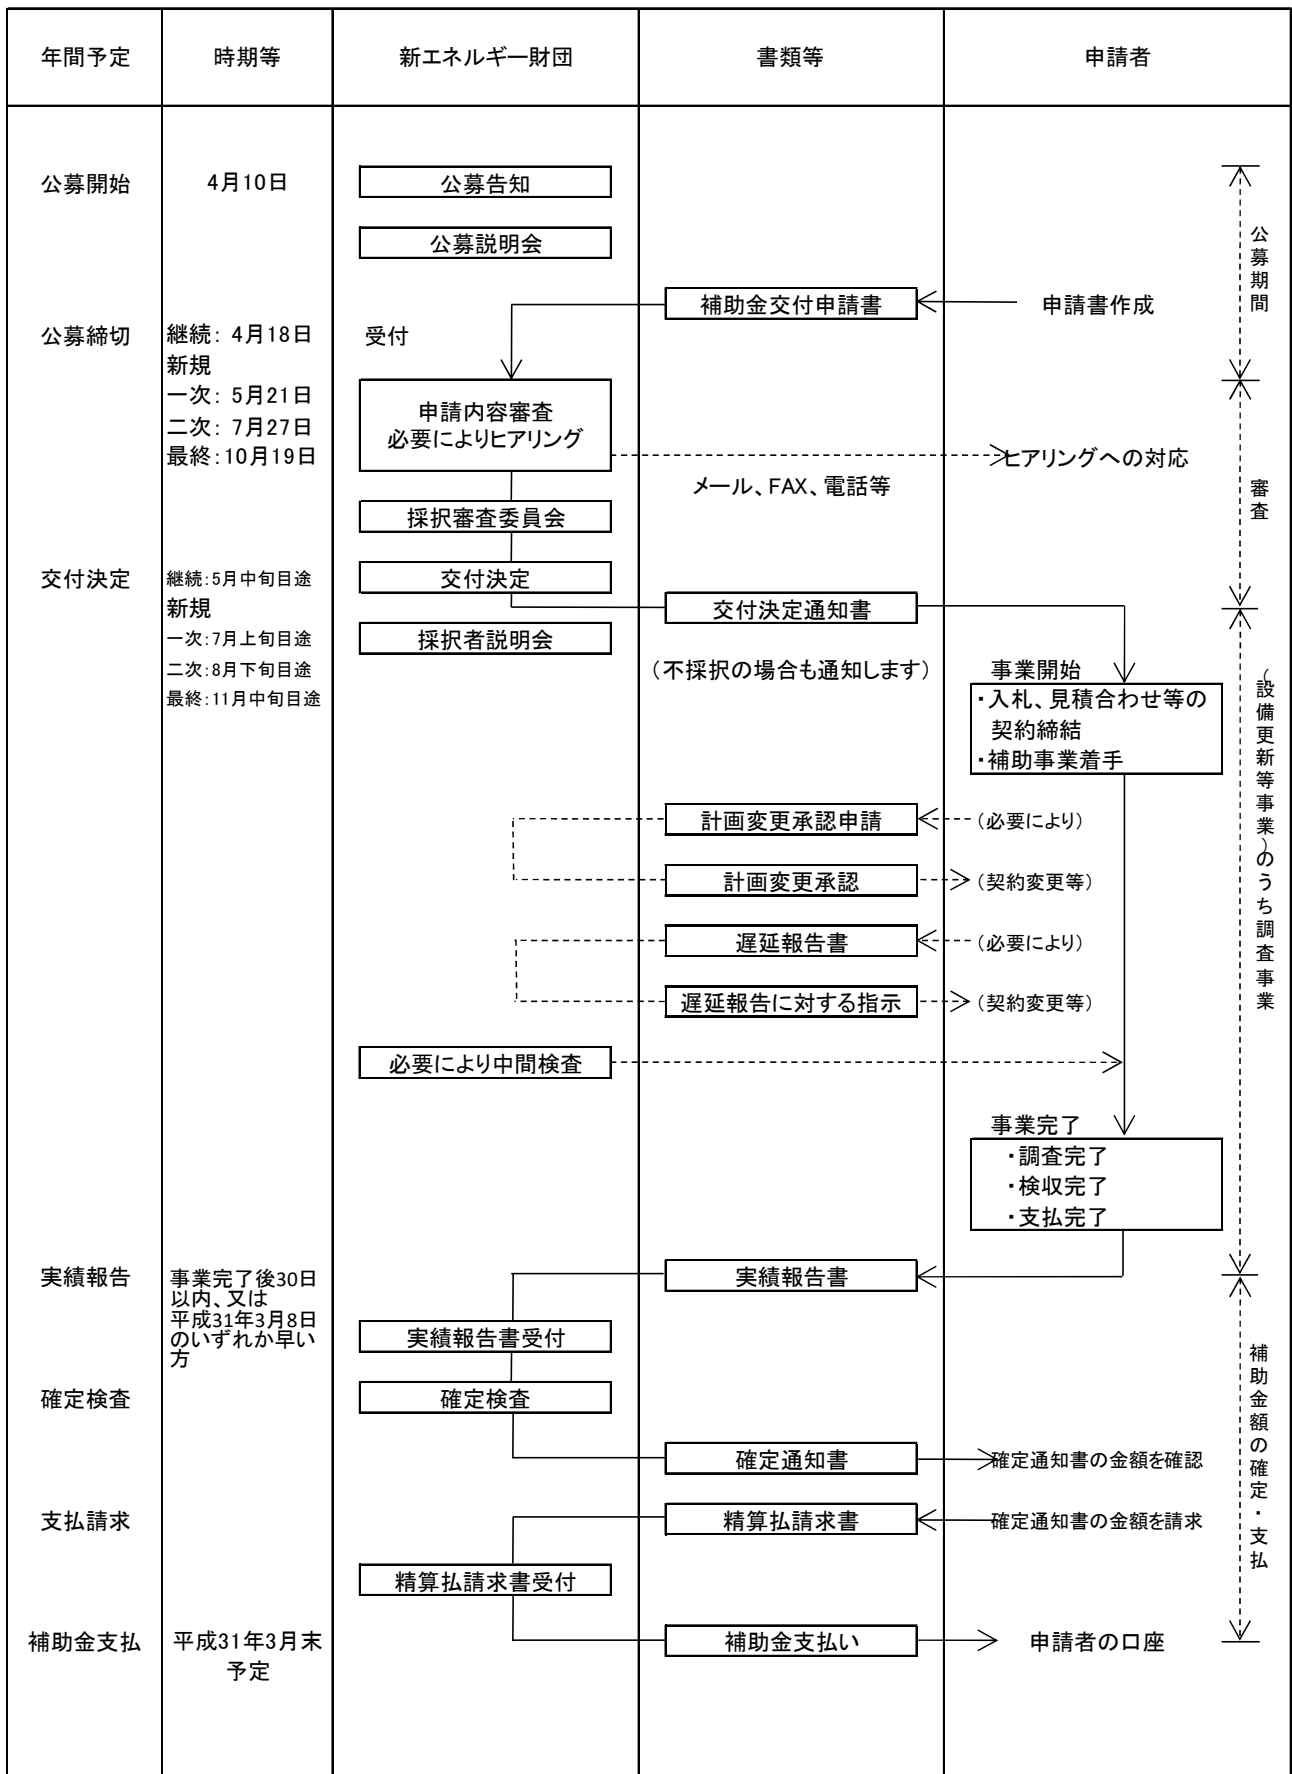 年間予定
時期等
新エネルギー財団
書類等
申請者
公募開始
4月10日
公募告知
公募説明会
補助金交付申請書
申請書作成
公募期間
公募締切
継続: 4月18日
新規
一次: 5月21日
二次: 7月27日
最終:10月19日
受付
申請内容審査
必要によりヒアリング
ヒアリングへの対応
メール、FAX、電話等
審査
採択審査委員会
交付決定
継続:5月中旬目途
新規
一次:7月上旬目途
二次:8月下旬目途
最終:11月中旬目途
交付決定
交付決定通知書
採択者説明会
(不採択の場合も通知します)
事業開始
・入札、見積合わせ等の
契約締結
・補助事業着手
(設備更新等事業)のうち調査事業
計画変更承認申請
(必要により)
計画変更承認
(契約変更等)
遅延報告書
(必要により)
遅延報告に対する指示
(契約変更等)
必要により中間検査
事業完了
・調査完了
・検収完了
・支払完了
実績報告
事業完了後30日
以内、又は
平成31年3月8日
のいずれか早い
方
実績報告書
実績報告書受付
補助金額の確定・支払
確定検査
確定検査
確定通知書
確定通知書の金額を確認
支払請求
精算払請求書
確定通知書の金額を請求
精算払請求書受付
補助金支払
平成31年3月末
予定
補助金支払い
申請者の口座